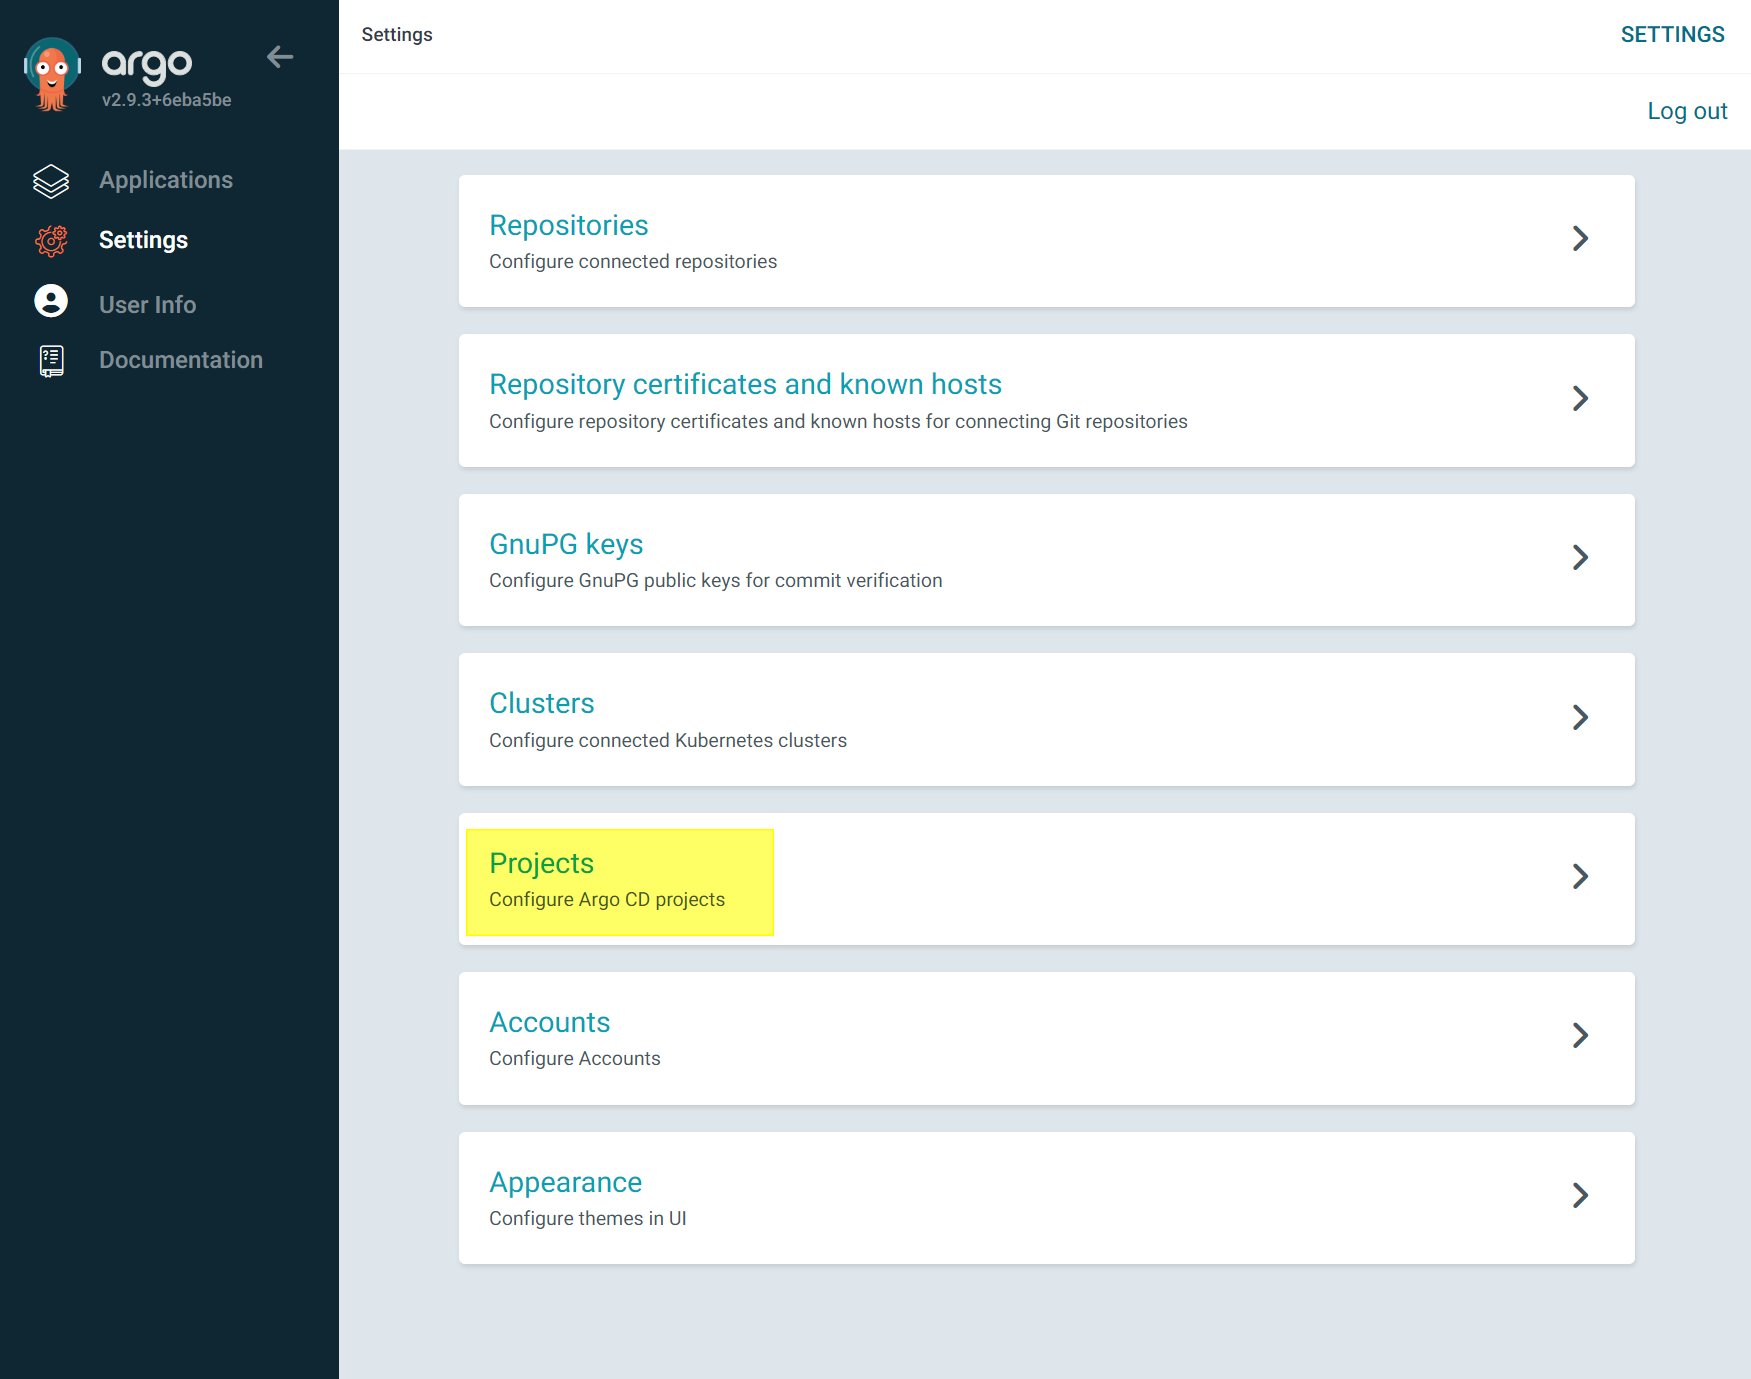 argo
v2.9.3+6eba5be
Applications
Settings
User Info
Documentation
Settings
SETTINGS
Log out
Repositories
Configure connected repositories
Repository certificates and known hosts
Configure repository certificates and known hosts for connecting Git repositories
GnuPG keys
Configure GnuPG public keys for commit verification
Clusters
Configure connected Kubernetes clusters
Projects
Configure Argo CD projects
Accounts
Configure Accounts
Appearance
Configure themes in UI